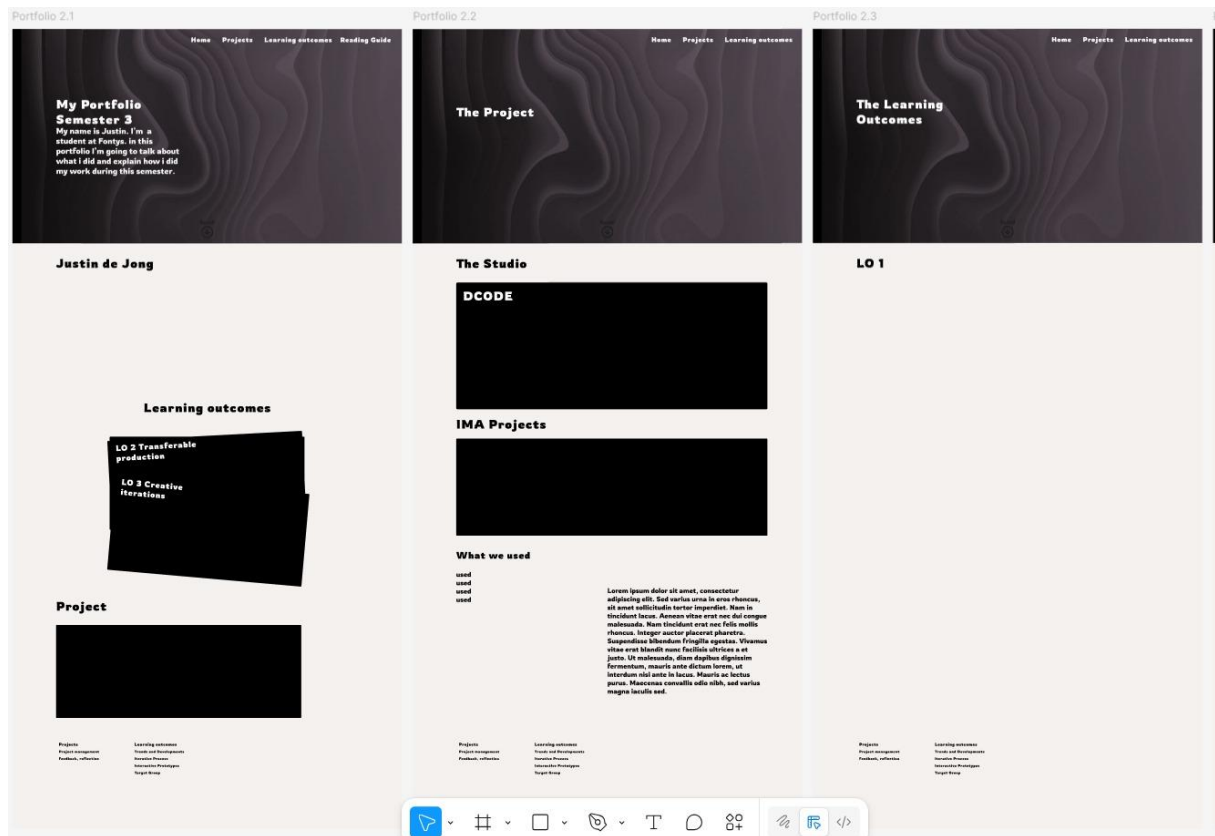 Portfolio 2.1
Home Projects Learning outcomes Reading Guide
My Portfolio
Semester 3
My name is Justin. I'm a
student at Fontys. in this
portfolio I'm going to talk about
what i did and explain how i did
my work during this semester.
Justin de Jong
Learning outcomes
LO 2 Transferable
production
LO 3 Creative
iterations
Project
Projects
Project management
Feedback, reflection
Learning outcomes
Trends and Developments
Iterative Process
Interactive Prototypes
Target Group
Portfolio 2.2
Home Projects Learning outcomes
The Project
The Studio
DCODE
IMA Projects
What we used
used
used
used
used
Lorem ipsum dolor sit amet, consectetur
adipiscing elit. Sed varius urna in eros rhoncus,
sit amet sollicitudin tortor imperdiet. Nam in
tincidunt lacus. Aenean vitae erat nec dui congue
malesuada. Nam tincidunt erat nec felis mollis
rhoncus. Integer auctor placerat pharetra.
Suspendisse bibendum fringilla egestas. Vivamus
vitae erat blandit nunc facilisis ultrices a et
justo. Ut malesuada, diam dapibus dignissim
fermentum, mauris ante dictum lorem, ut
interdum nisl ante in lacus. Mauris ac lectus
purus. Maecenas convallis odio nibh, sed varius
magna iaculis sed.
Projects
Project management
Feedback, reflection
Learning outcomes
Trends and Developments
Iterative Process
Interactive Prototypes
Target Group
Portfolio 2.3
Home Projects Learning outcomes
The Learning
Outcomes
LO 1
Projects
Project management
Feedback, reflection
Learning outcomes
Trends and Developments
Iterative Process
Interactive Prototypes
Target Group